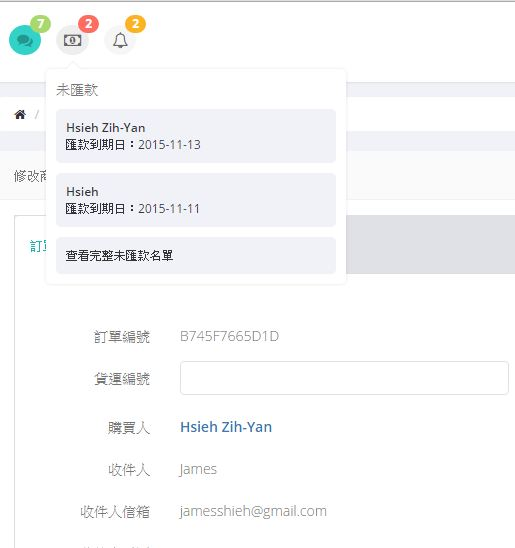 7
2
2
未匯款
Hsieh Zih-Yan
匯款到期日：2015-11-13
Hsieh
匯款到期日：2015-11-11
查看完整未匯款名單
/
修改
訂單
訂單編號 B745F7665D1D
貨運編號
購買人 Hsieh Zih-Yan
收件人 James
收件人信箱 jamesshieh@gmail.com